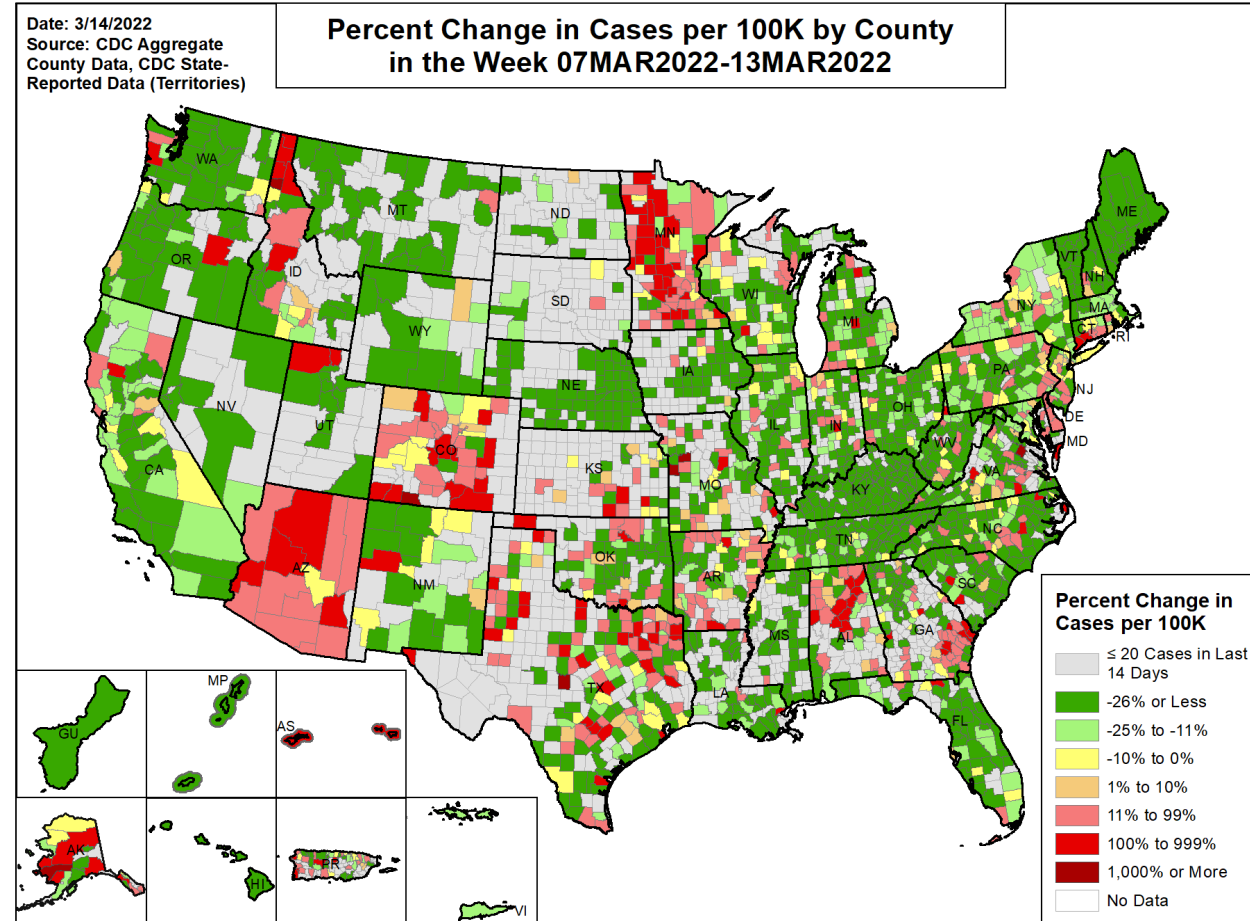 Date: 3/14/2022
Source: CDC Aggregate
County Data, CDC State-
Reported Data (Territories)
Percent Change in Cases per 100K by County
in the Week 07MAR2022-13MAR2022
WA
MT
ND
MN
ME
OR
ID
SD
WI
VT
NH
WY
MI
NY
MA
CT
RI
NV
UT
NE
IA
PA
NJ
CA
CO
KS
IL
IN
OH
WV
DE
MD
MO
KY
VA
AZ
NM
OK
AR
TN
NC
SC
MS
AL
GA
TX
LA
FL
GU
MP
AS
AK
HI
PR
VI
Percent Change in
Cases per 100K
≤ 20 Cases in Last
14 Days
-26% or Less
-25% to -11%
-10% to 0%
1% to 10%
11% to 99%
100% to 999%
1,000% or More
No Data